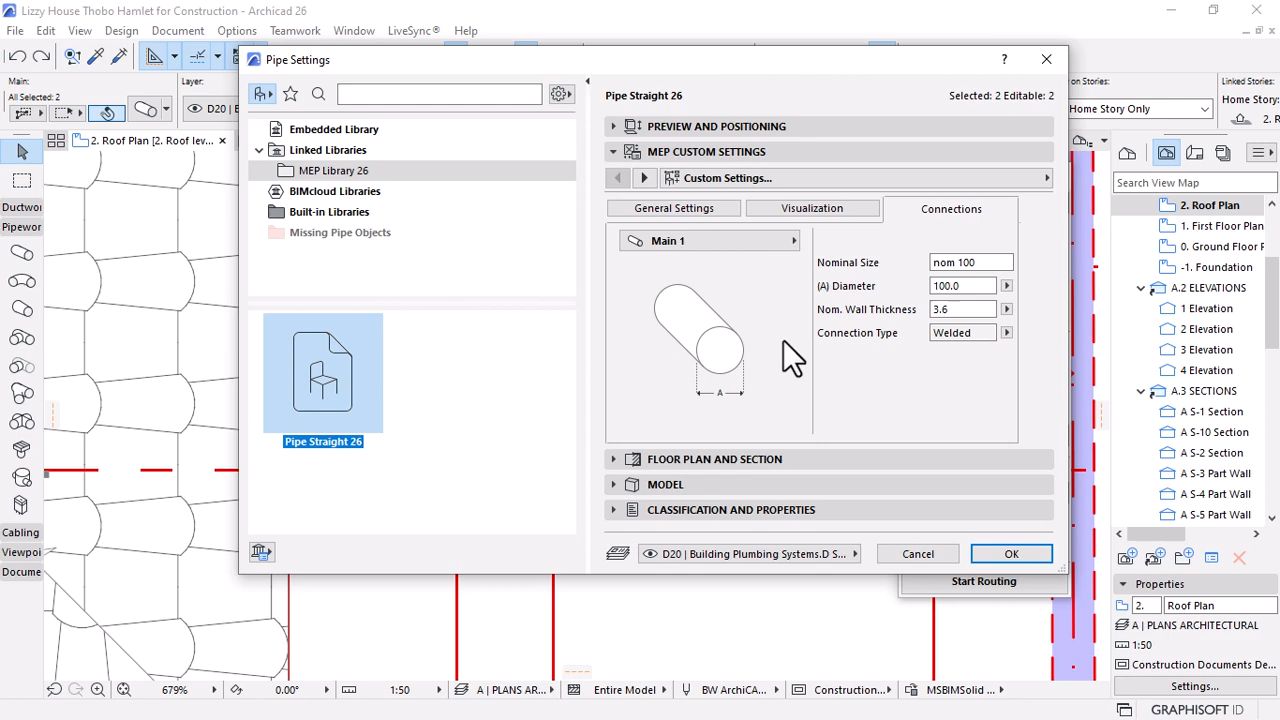 Lizzy House Thobo Hamlet for Construction - Archicad 26
File Edit View Design Document Options Teamwork Window LiveSync® Help
Main:
All Selected: 2
Layer:
D20 |
on Stories:
Home Story Only
Linked Stories:
Home Story...
2. R
2. Roof Plan [2. Roof lev...
Ductwo
Pipewor
Cabling
Viewpoi
Docume
Pipe Settings
?
Embedded Library
Linked Libraries
MEP Library 26
BIMcloud Libraries
Built-in Libraries
Missing Pipe Objects
Pipe Straight 26
Pipe Straight 26
Selected: 2 Editable: 2
PREVIEW AND POSITIONING
MEP CUSTOM SETTINGS
Custom Settings...
General Settings
Visualization
Connections
Main 1
A
Nominal Size nom 100
(A) Diameter 100.0
Nom. Wall Thickness 3.6
Connection Type Welded
FLOOR PLAN AND SECTION
MODEL
CLASSIFICATION AND PROPERTIES
D20 | Building Plumbing Systems.D S...
Cancel
OK
Start Routing
Search View Map
2. Roof Plan
1. First Floor Plan
0. Ground Floor P
-1. Foundation
A.2 ELEVATIONS
1 Elevation
2 Elevation
3 Elevation
4 Elevation
A.3 SECTIONS
A S-1 Section
A S-10 Section
A S-2 Section
A S-3 Part Wall
A S-4 Part Wall
A S-5 Part Wall
Properties
2. Roof Plan
A | PLANS ARCHITECTURAL
1:50
Construction Documents De...
Settings...
679% 0.00° 1:50 A | PLANS AR... Entire Model BW ArchiCA... Construction... MSBIMSolid ...
GRAPHISOFT ID